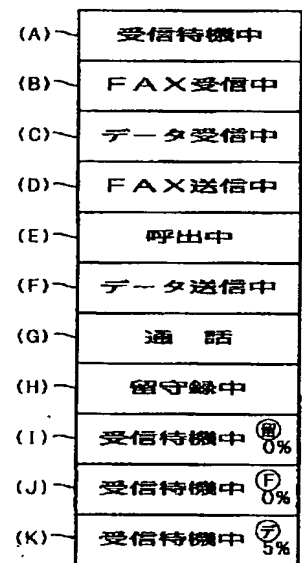 (A) 受信待機中
(B) FAX受信中
(C) データ受信中
(D) FAX送信中
(E) 呼出中
(F) データ送信中
(G) 通 話
(H) 留守録中
(I) 受信待機中 ㊀留 0%
(J) 受信待機中 Ⓕ 0%
(K) 受信待機中 ㋢ 5%